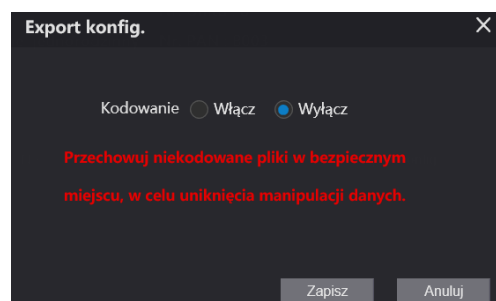 Export konfig.
Kodowanie Włącz Wyłącz
Przechowuj niekodowane pliki w bezpiecznym
miejscu, w celu uniknięcia manipulacji danych.
Zapisz Anuluj